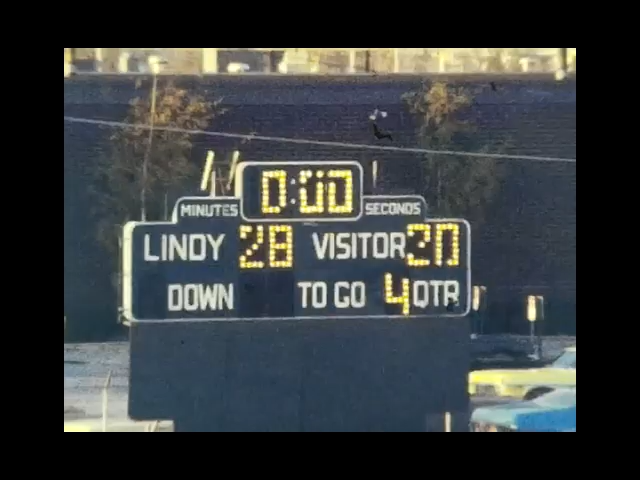 0:00
MINUTES SECONDS
LINDY 28 VISITOR 20
DOWN TO GO 4 QTR